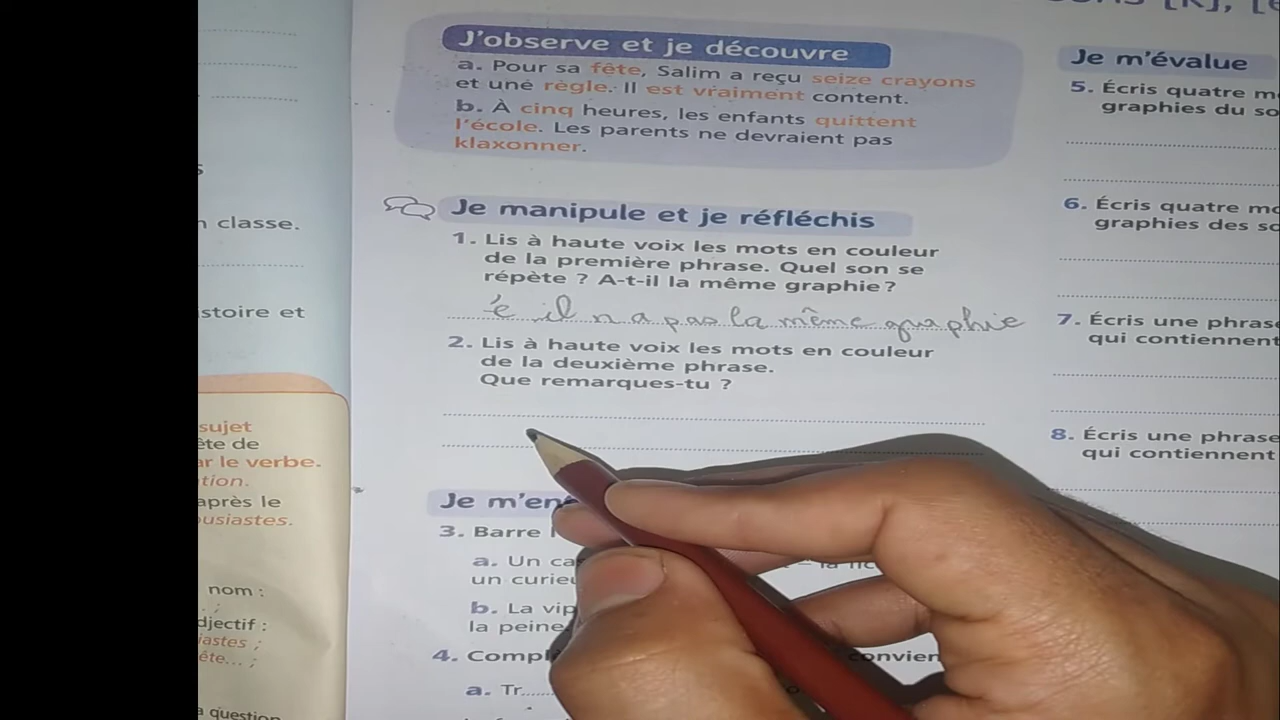 J'observe et je découvre
a. Pour sa fête, Salim a reçu seize crayons
et une règle. Il est vraiment content.
b. À cinq heures, les enfants quittent
l'école. Les parents ne devraient pas
klaxonner.
Je manipule et je réfléchis
1. Lis à haute voix les mots en couleur
de la première phrase. Quel son se
répète ? A-t-il la même graphie ?
è il n a pas la même graphie
2. Lis à haute voix les mots en couleur
de la deuxième phrase.
Que remarques-tu ?
Je m'en
3. Barre
a. Un ca
un curieu
b. La vip
la peine
4. Compl convien
a. Tr
Je m'évalue
5. Écris quatre m
graphies du so
6. Écris quatre m
graphies des so
7. Écris une phras
qui contiennent
8. Écris une phrase
qui contiennent
classe.
stoire et
sujet
ête de
ar le verbe.
tion.
après le
ousiastes.
nom :
djectif :
iastes ;
ête... ;
a question